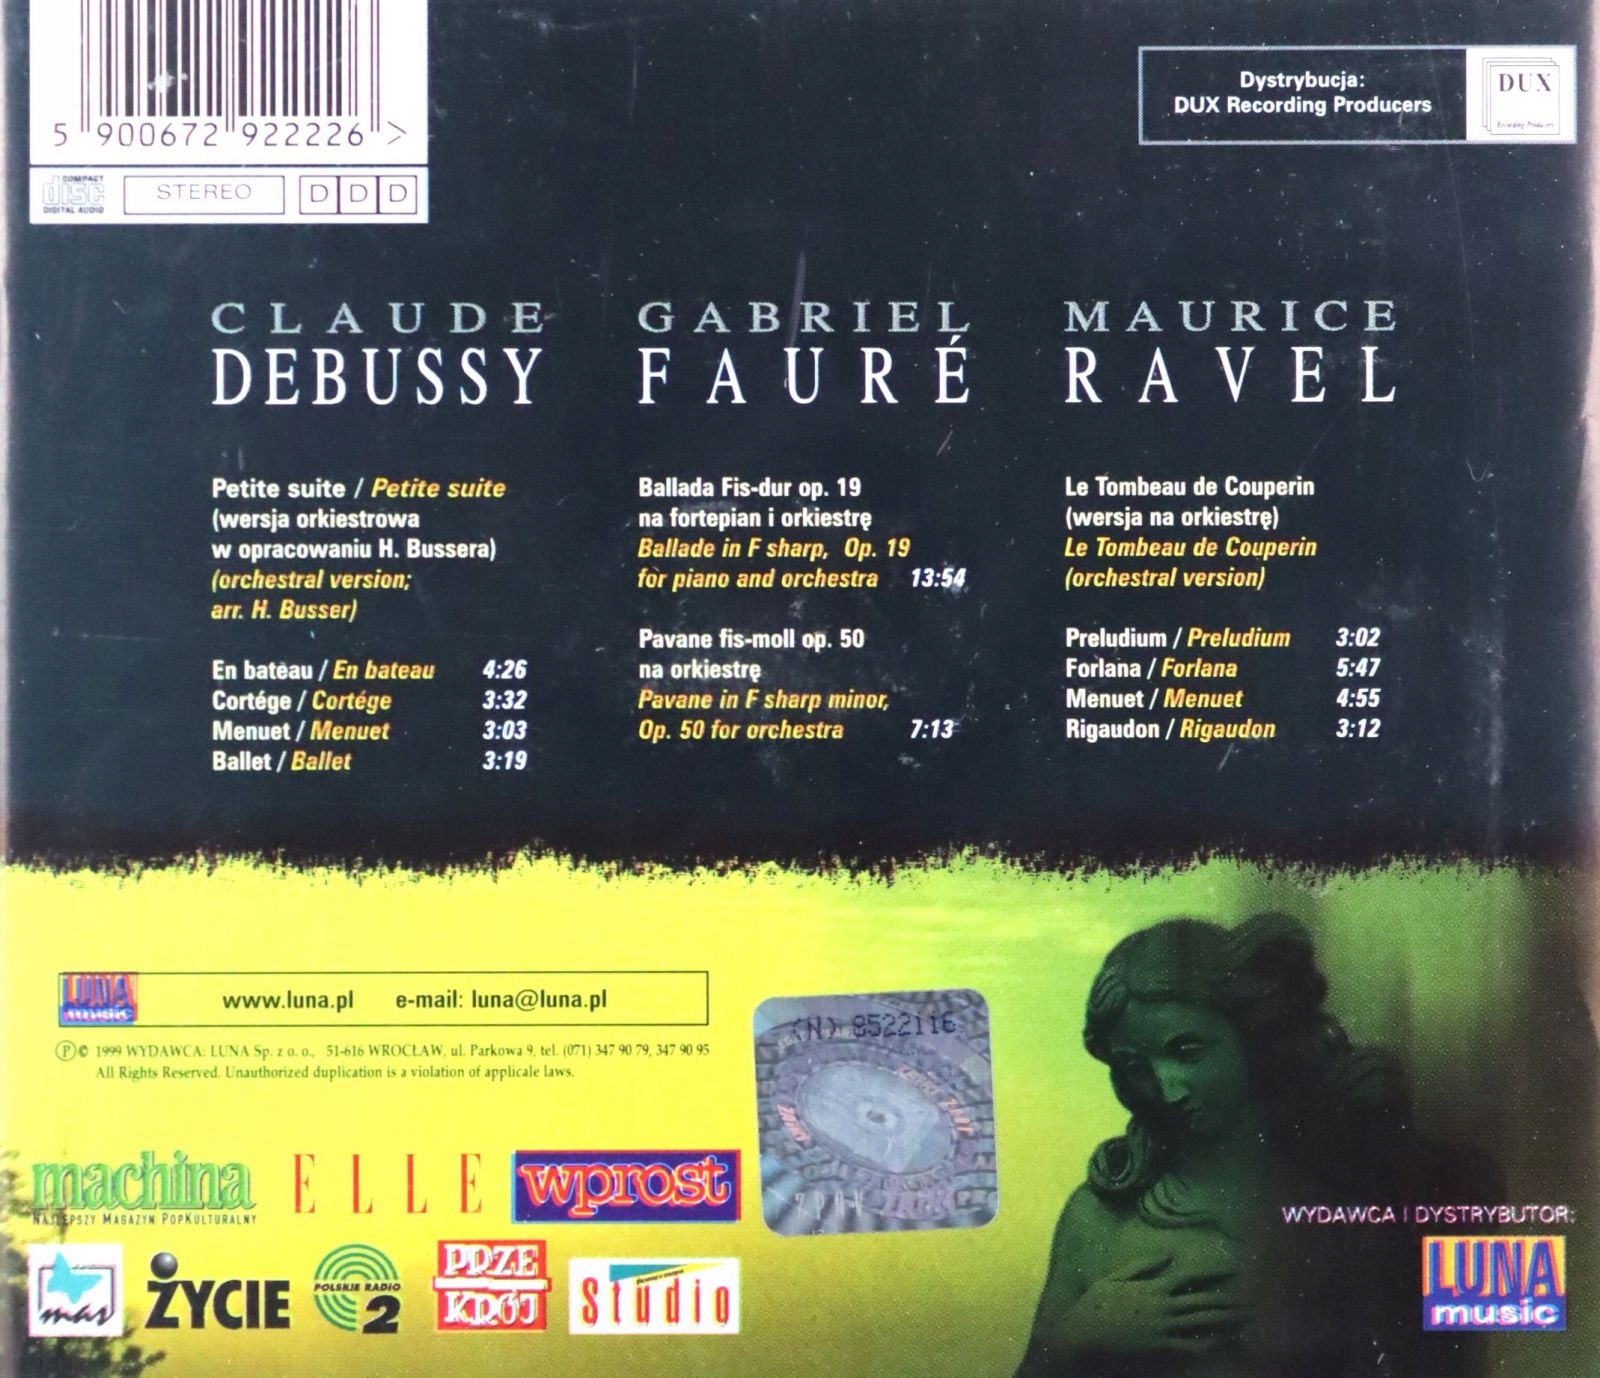 5 900672 922226 >
COMPACT
disc
DIGITAL AUDIO
STEREO
D D D
Dystrybucja:
DUX Recording Producers
DUX
Recording Producers
CLAUDE
DEBUSSY
Petite suite / Petite suite
(wersja orkiestrowa
w opracowaniu H. Bussera)
(orchestral version;
arr. H. Busser)
En bateau / En bateau 4:26
Cortége / Cortége 3:32
Menuet / Menuet 3:03
Ballet / Ballet 3:19
GABRIEL
FAURÉ
Ballada Fis-dur op. 19
na fortepian i orkiestrę
Ballade in F sharp, Op. 19
for piano and orchestra 13:54
Pavane fis-moll op. 50
na orkiestrę
Pavane in F sharp minor,
Op. 50 for orchestra 7:13
MAURICE
RAVEL
Le Tombeau de Couperin
(wersja na orkiestrę)
Le Tombeau de Couperin
(orchestral version)
Preludium / Preludium 3:02
Forlana / Forlana 5:47
Menuet / Menuet 4:55
Rigaudon / Rigaudon 3:12
LUNA
music
www.luna.pl e-mail: luna@luna.pl
Ⓟ© 1999 WYDAWCA: LUNA Sp. z o. o., 51-616 WROCŁAW, ul. Parkowa 9, tel. (071) 347 90 79, 347 90 95
All Rights Reserved. Unauthorized duplication is a violation of applicale laws.
(N) 8522116
machina
NAJLEPSZY MAGAZYN POPKULTURALNY
ELLE
wprost
mas
ŻYCIE
POLSKIE RADIO
2
PRZE
KRÓJ
Studio
WYDAWCA I DYSTRYBUTOR:
LUNA
music